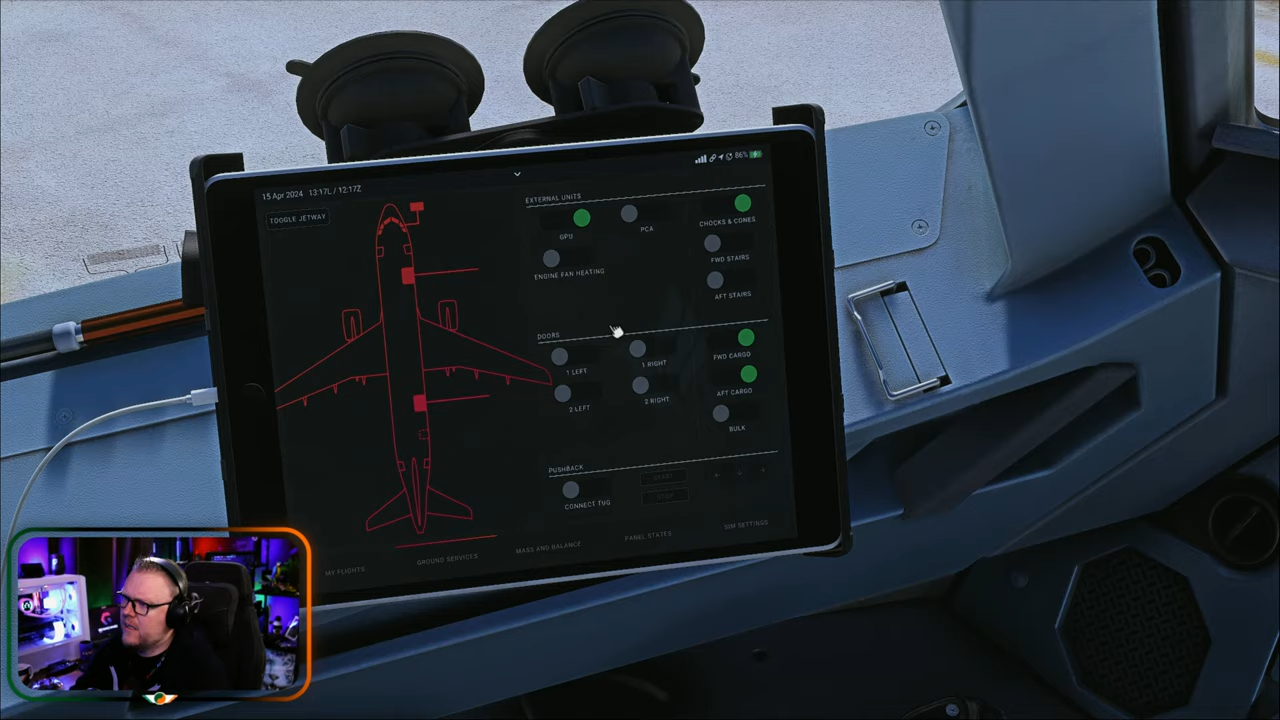 15 Apr 2024 13:17L / 12:17Z
86%
TOGGLE JETWAY
EXTERNAL UNITS
GPU
PCA
CHOCKS & CONES
ENGINE FAN HEATING
FWD STAIRS
AFT STAIRS
DOORS
1 LEFT
1 RIGHT
FWD CARGO
2 LEFT
2 RIGHT
AFT CARGO
BULK
PUSHBACK
CONNECT TUG
START
STOP
MY FLIGHTS
GROUND SERVICES
MASS AND BALANCE
PANEL STATES
SIM SETTINGS